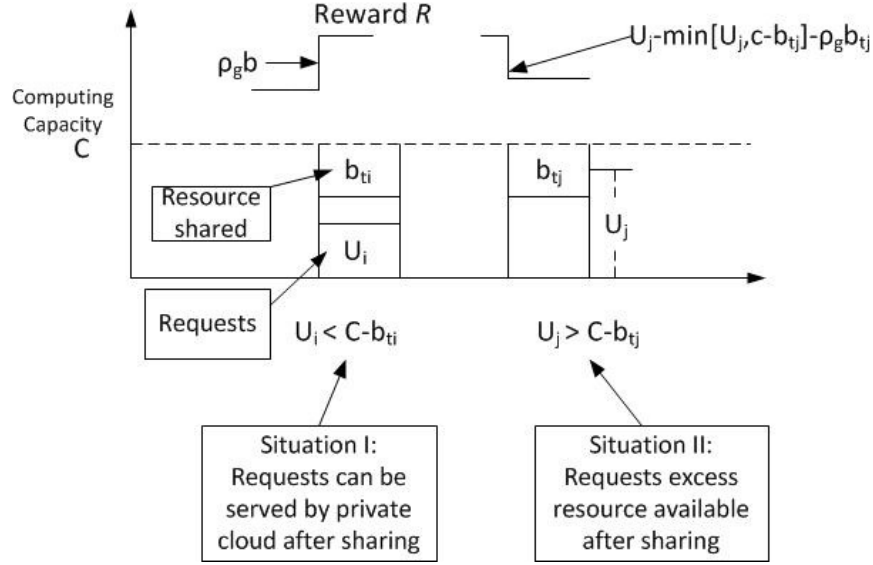 Reward R
ρgb
Uj-min[Uj,c-btj]-ρgbtj
Computing
Capacity
C
bti
btj
Resource
shared
Ui
Uj
Requests
Ui < C-bti
Uj > C-btj
Situation I:
Requests can be
served by private
cloud after sharing
Situation II:
Requests excess
resource available
after sharing